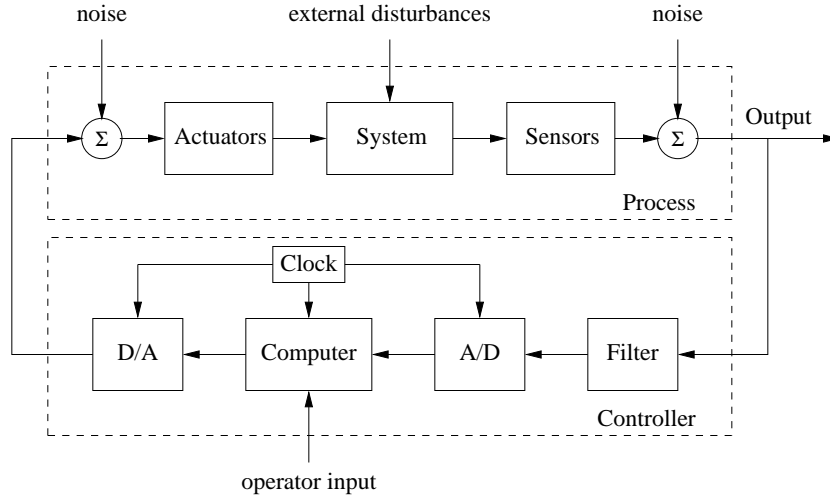 noise
external disturbances
noise
Output
Σ
Actuators
System
Sensors
Σ
Process
Clock
D/A
Computer
A/D
Filter
Controller
operator input